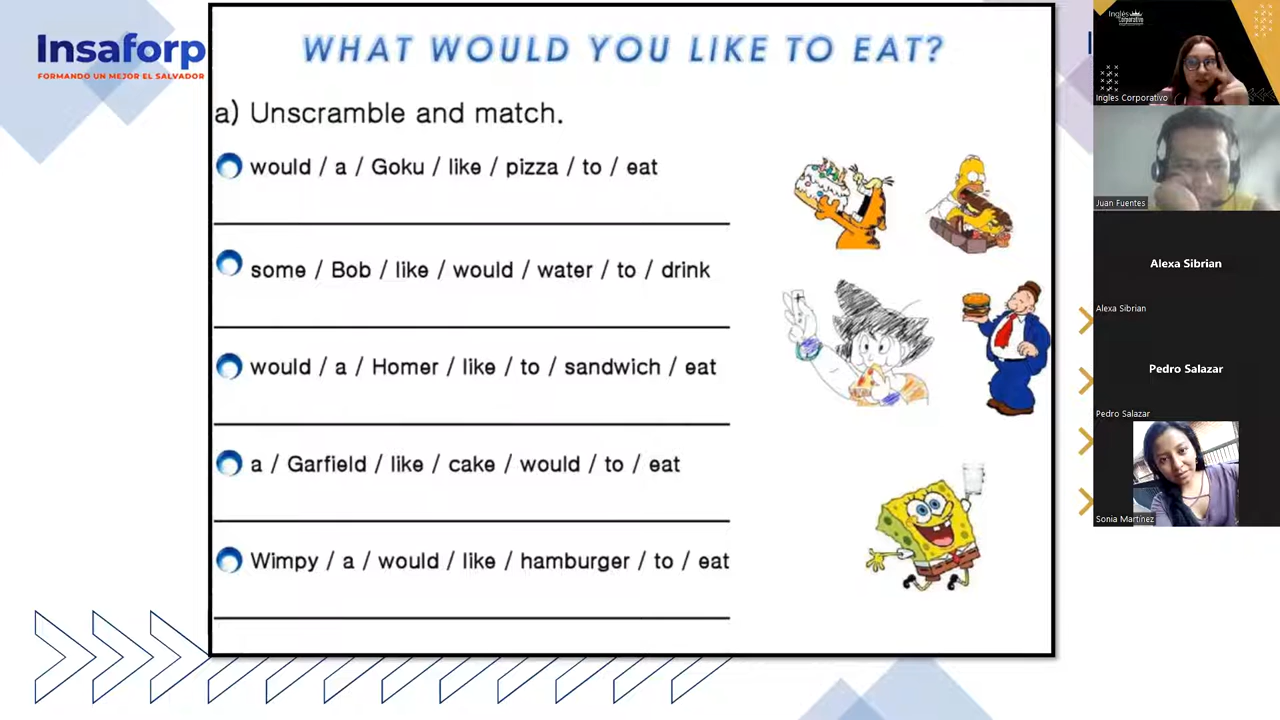 Insaforp
FORMANDO UN MEJOR EL SALVADOR
WHAT WOULD YOU LIKE TO EAT?
a) Unscramble and match.
would / a / Goku / like / pizza / to / eat
some / Bob / like / would / water / to / drink
would / a / Homer / like / to / sandwich / eat
a / Garfield / like / cake / would / to / eat
Wimpy / a / would / like / hamburger / to / eat
Inglés
Corporativo
Ingles Corporativo
Juan Fuentes
Alexa Sibrian
Alexa Sibrian
Pedro Salazar
Pedro Salazar
Sonia Martínez